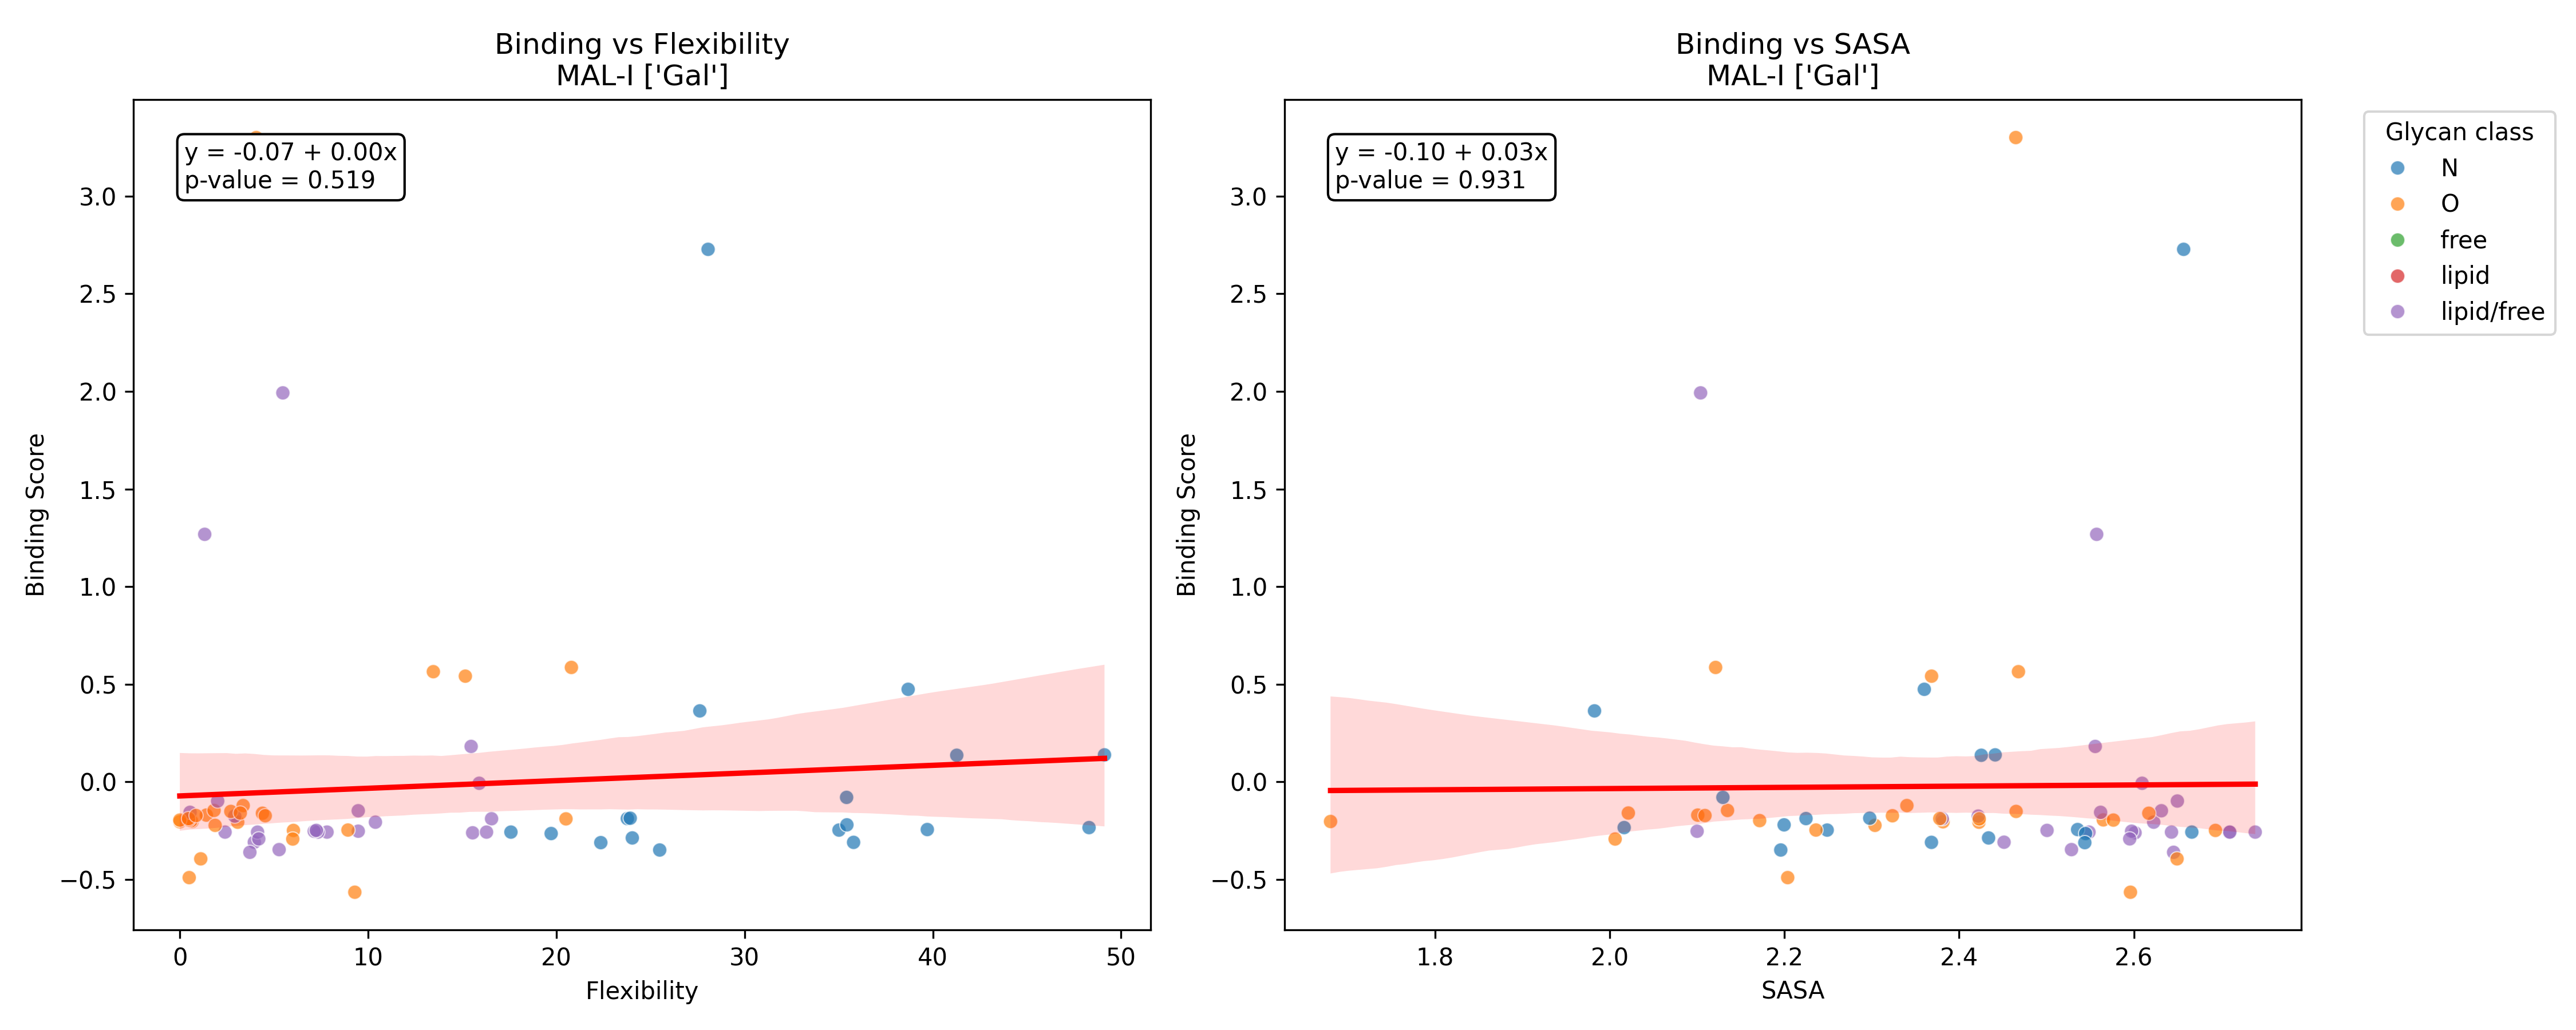 Binding vs Flexibility
MAL-I ['Gal']
y = -0.07 + 0.00x
p-value = 0.519
3.0
2.5
2.0
1.5
1.0
0.5
0.0
−0.5
Binding Score
0
10
20
30
40
50
Flexibility
Binding vs SASA
MAL-I ['Gal']
y = -0.10 + 0.03x
p-value = 0.931
3.0
2.5
2.0
1.5
1.0
0.5
0.0
−0.5
Binding Score
1.8
2.0
2.2
2.4
2.6
SASA
Glycan class
N
O
free
lipid
lipid/free